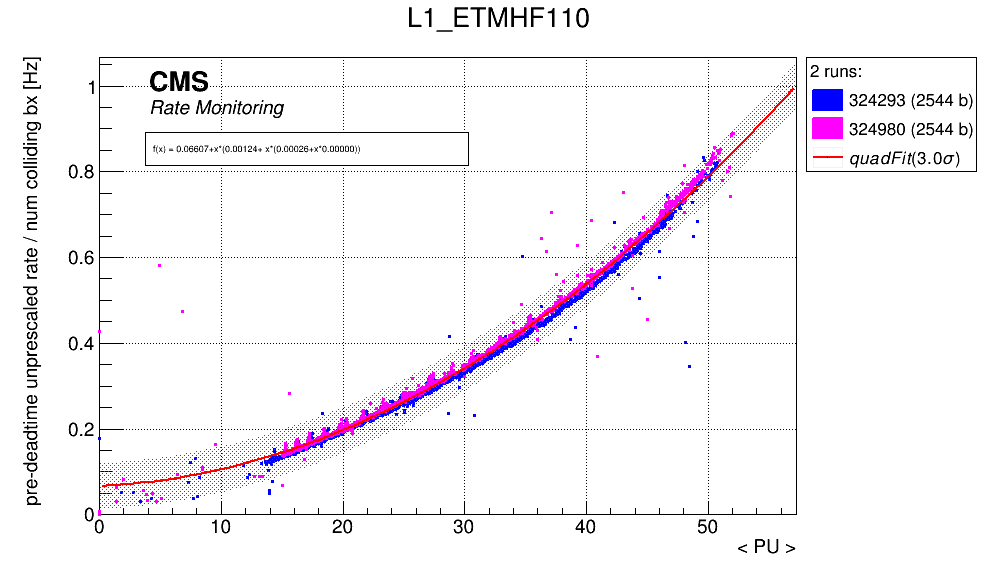 L1_ETMHF110
pre-deadtime unprescaled rate / num colliding bx [Hz]
CMS
Rate Monitoring
f(x) = 0.06607+x*(0.00124+ x*(0.00026+x*0.00000))
2 runs:
324293 (2544 b)
324980 (2544 b)
quadFit(3.0σ)
1
0.8
0.6
0.4
0.2
0
0 10 20 30 40 50
< PU >